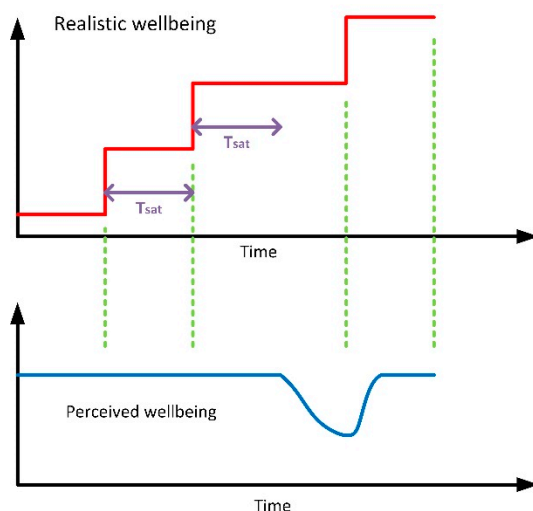 Realistic wellbeing
Tsat
Tsat
Time
Perceived wellbeing
Time